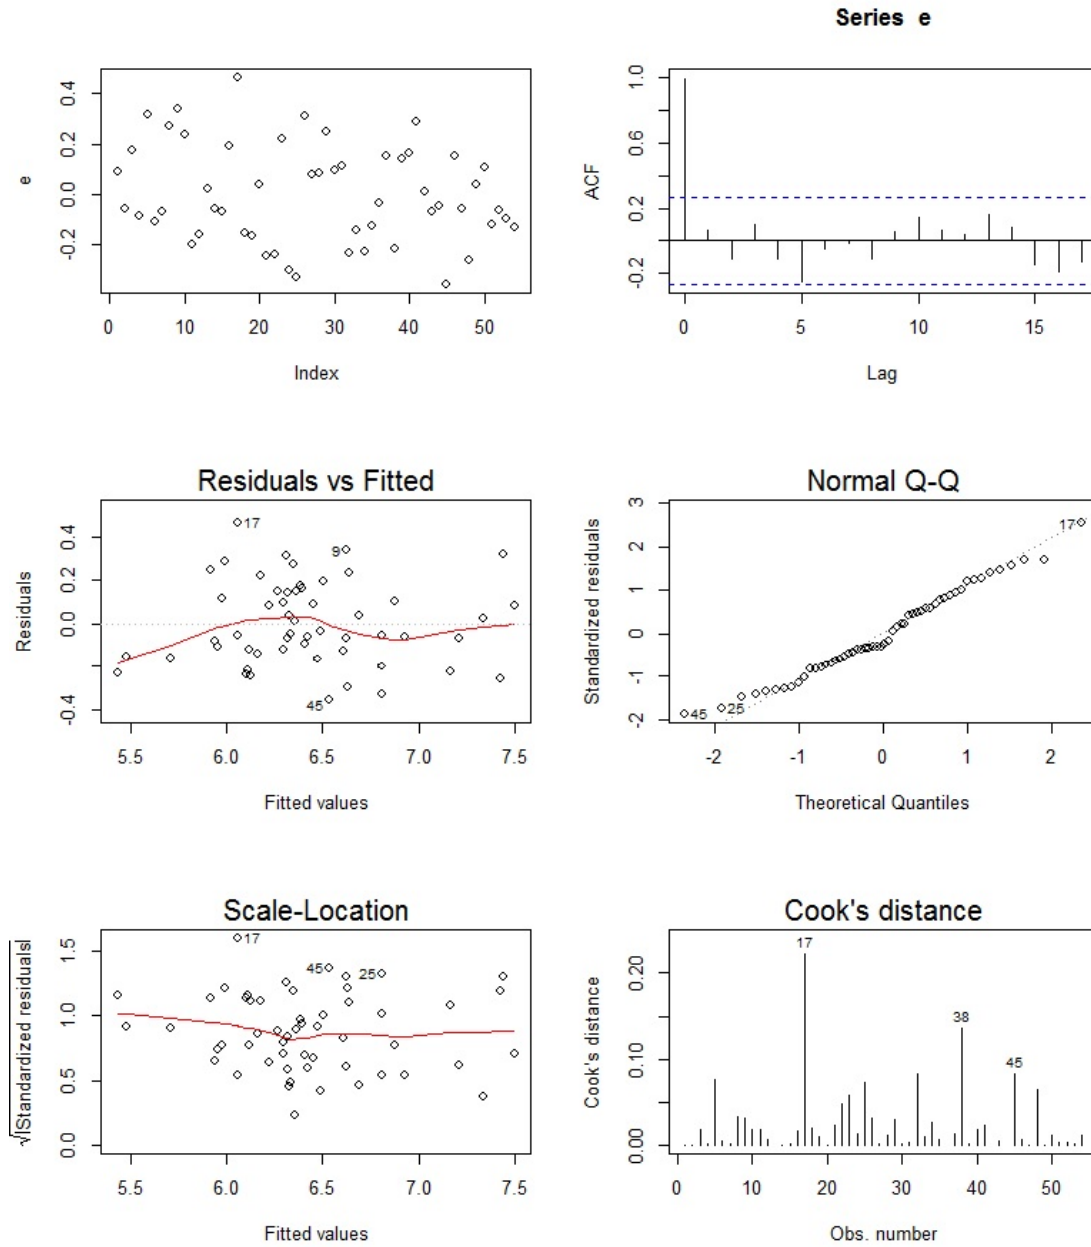 Series e
e
0.4
0.2
0.0
-0.2
0 10 20 30 40 50
Index
ACF
1.0
0.6
0.2
-0.2
0 5 10 15
Lag
Residuals vs Fitted
Residuals
0.4
0.2
0.0
-0.4
17
9
45
5.5 6.0 6.5 7.0 7.5
Fitted values
Normal Q-Q
Standardized residuals
3
2
1
0
-1
-2
17
45
25
-2 -1 0 1 2
Theoretical Quantiles
Scale-Location
√|Standardized residuals|
1.5
1.0
0.5
0.0
17
45
25
5.5 6.0 6.5 7.0 7.5
Fitted values
Cook's distance
Cook's distance
0.20
0.10
0.00
17
38
45
0 10 20 30 40 50
Obs. number